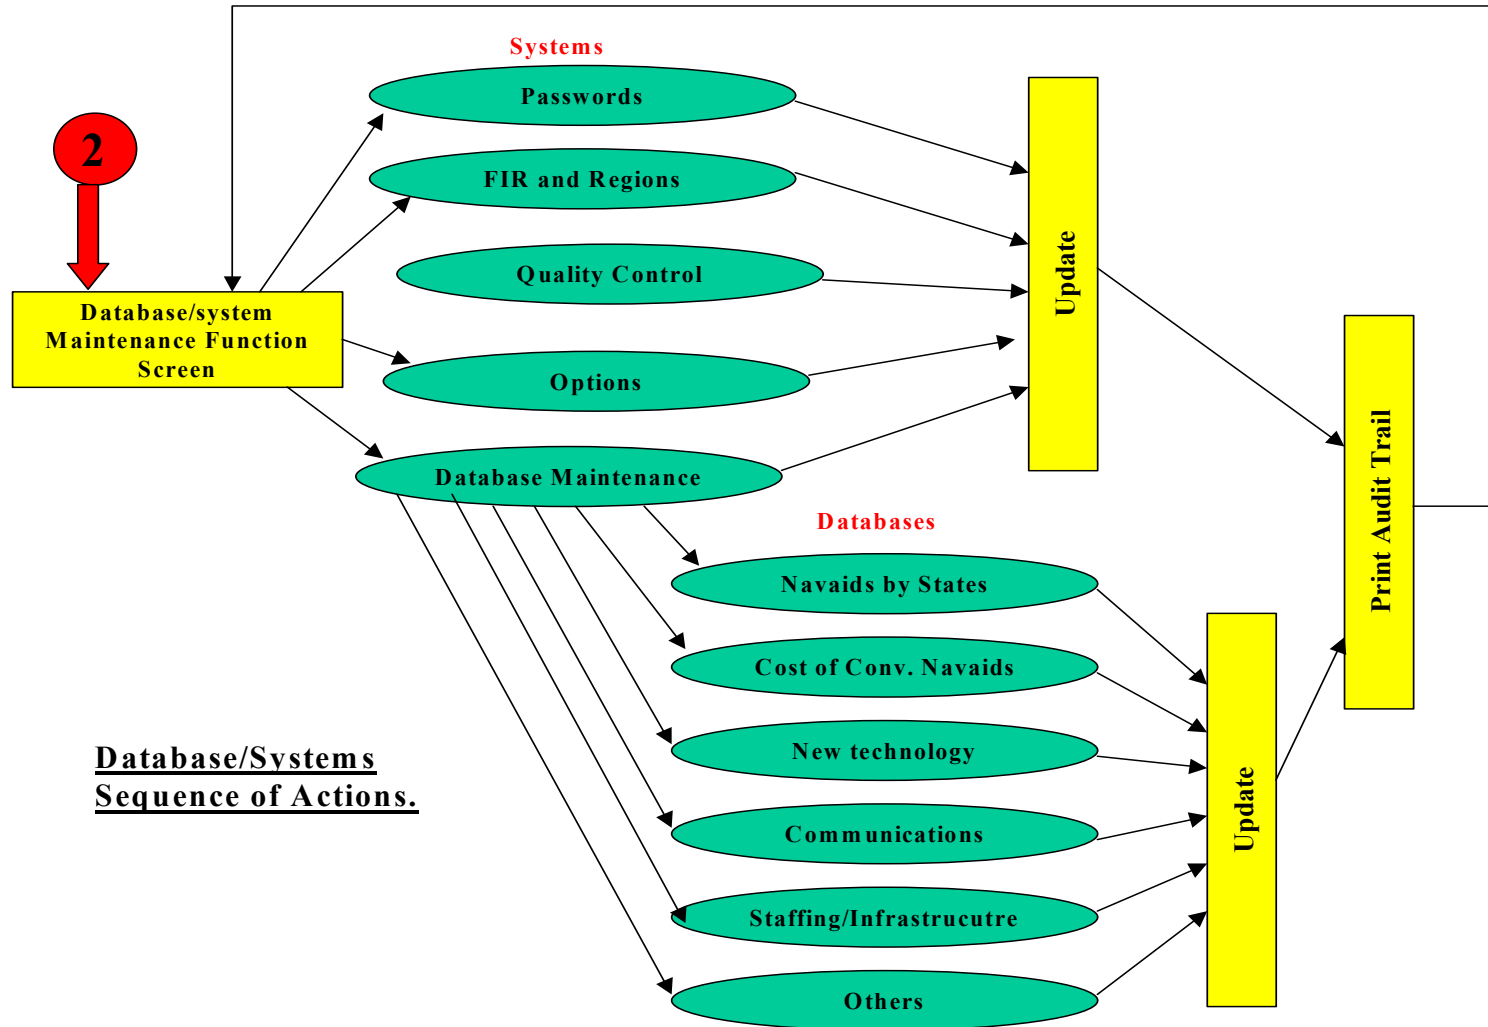 Systems
Passwords
2
FIR and Regions
Quality Control
Update
Database/system
Maintenance Function
Screen
Options
Print Audit Trail
Database Maintenance
Databases
Navaids by States
Cost of Conv. Navaids
New technology
Database/Systems
Sequence of Actions.
Communications
Update
Staffing/Infrastrucutre
Others